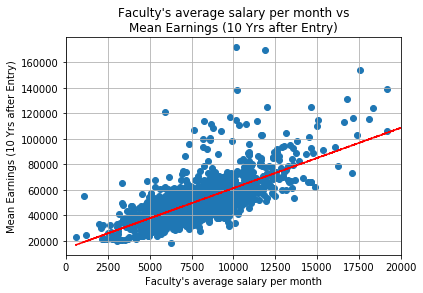 Faculty's average salary per month vs
Mean Earnings (10 Yrs after Entry)
Mean Earnings (10 Yrs after Entry)
160000
140000
120000
100000
80000
60000
40000
20000
0 2500 5000 7500 10000 12500 15000 17500 20000
Faculty's average salary per month